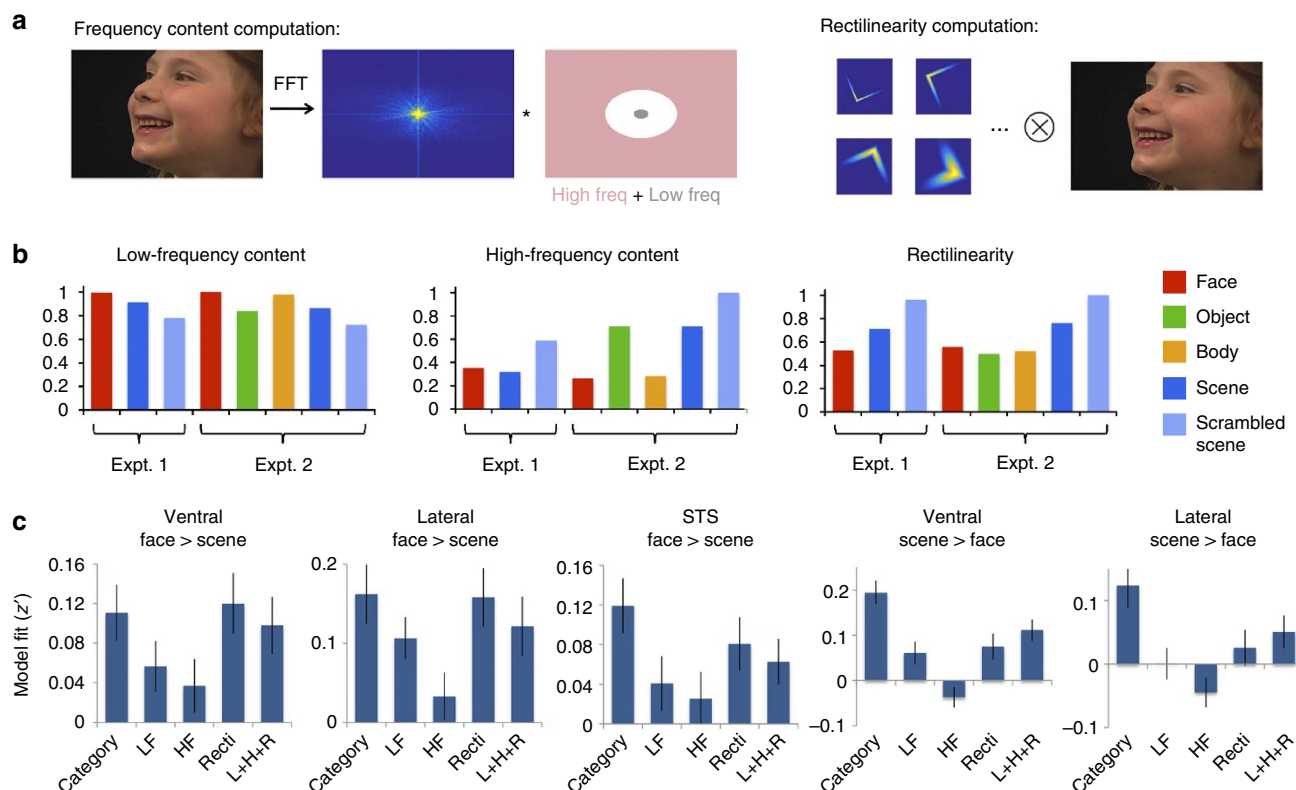 a
Frequency content computation:
Rectilinearity computation:
FFT
*
...
High freq + Low freq
b
Low-frequency content
High-frequency content
Rectilinearity
1
0.8
0.6
0.4
0.2
0
Expt. 1
Expt. 2
1
0.8
0.6
0.4
0.2
0
Expt. 1
Expt. 2
1
0.8
0.6
0.4
0.2
0
Expt. 1
Expt. 2
Face
Object
Body
Scene
Scrambled
scene
c
Ventral
face > scene
Lateral
face > scene
STS
face > scene
Ventral
scene > face
Lateral
scene > face
Model fit (z′)
0.16
0.12
0.08
0.04
0
Category
LF
HF
Recti
L+H+R
0.2
0.1
0
Category
LF
HF
Recti
L+H+R
0.16
0.12
0.08
0.04
0
Category
LF
HF
Recti
L+H+R
0.2
0.1
0
–0.1
Category
LF
HF
Recti
L+H+R
0.1
0
–0.1
Category
LF
HF
Recti
L+H+R